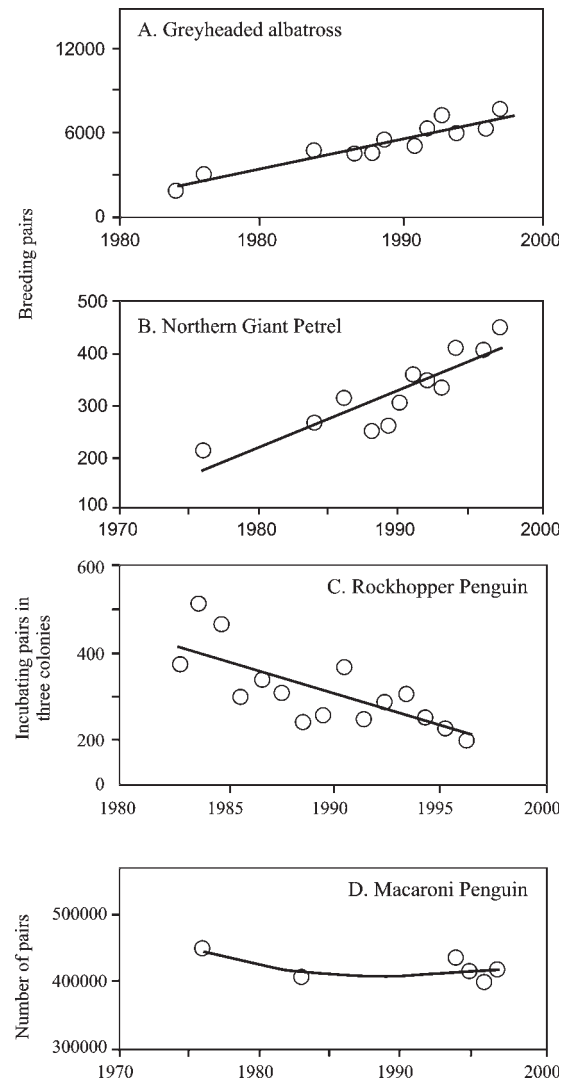 A. Greyheaded albatross
12000
6000
0
1980 1980 1990 2000
Breeding pairs
B. Northern Giant Petrel
500
400
300
200
100
1970 1980 1990 2000
C. Rockhopper Penguin
600
400
200
0
1980 1985 1990 1995 2000
Incubating pairs in
three colonies
D. Macaroni Penguin
500000
400000
300000
1970 1980 1990 2000
Number of pairs